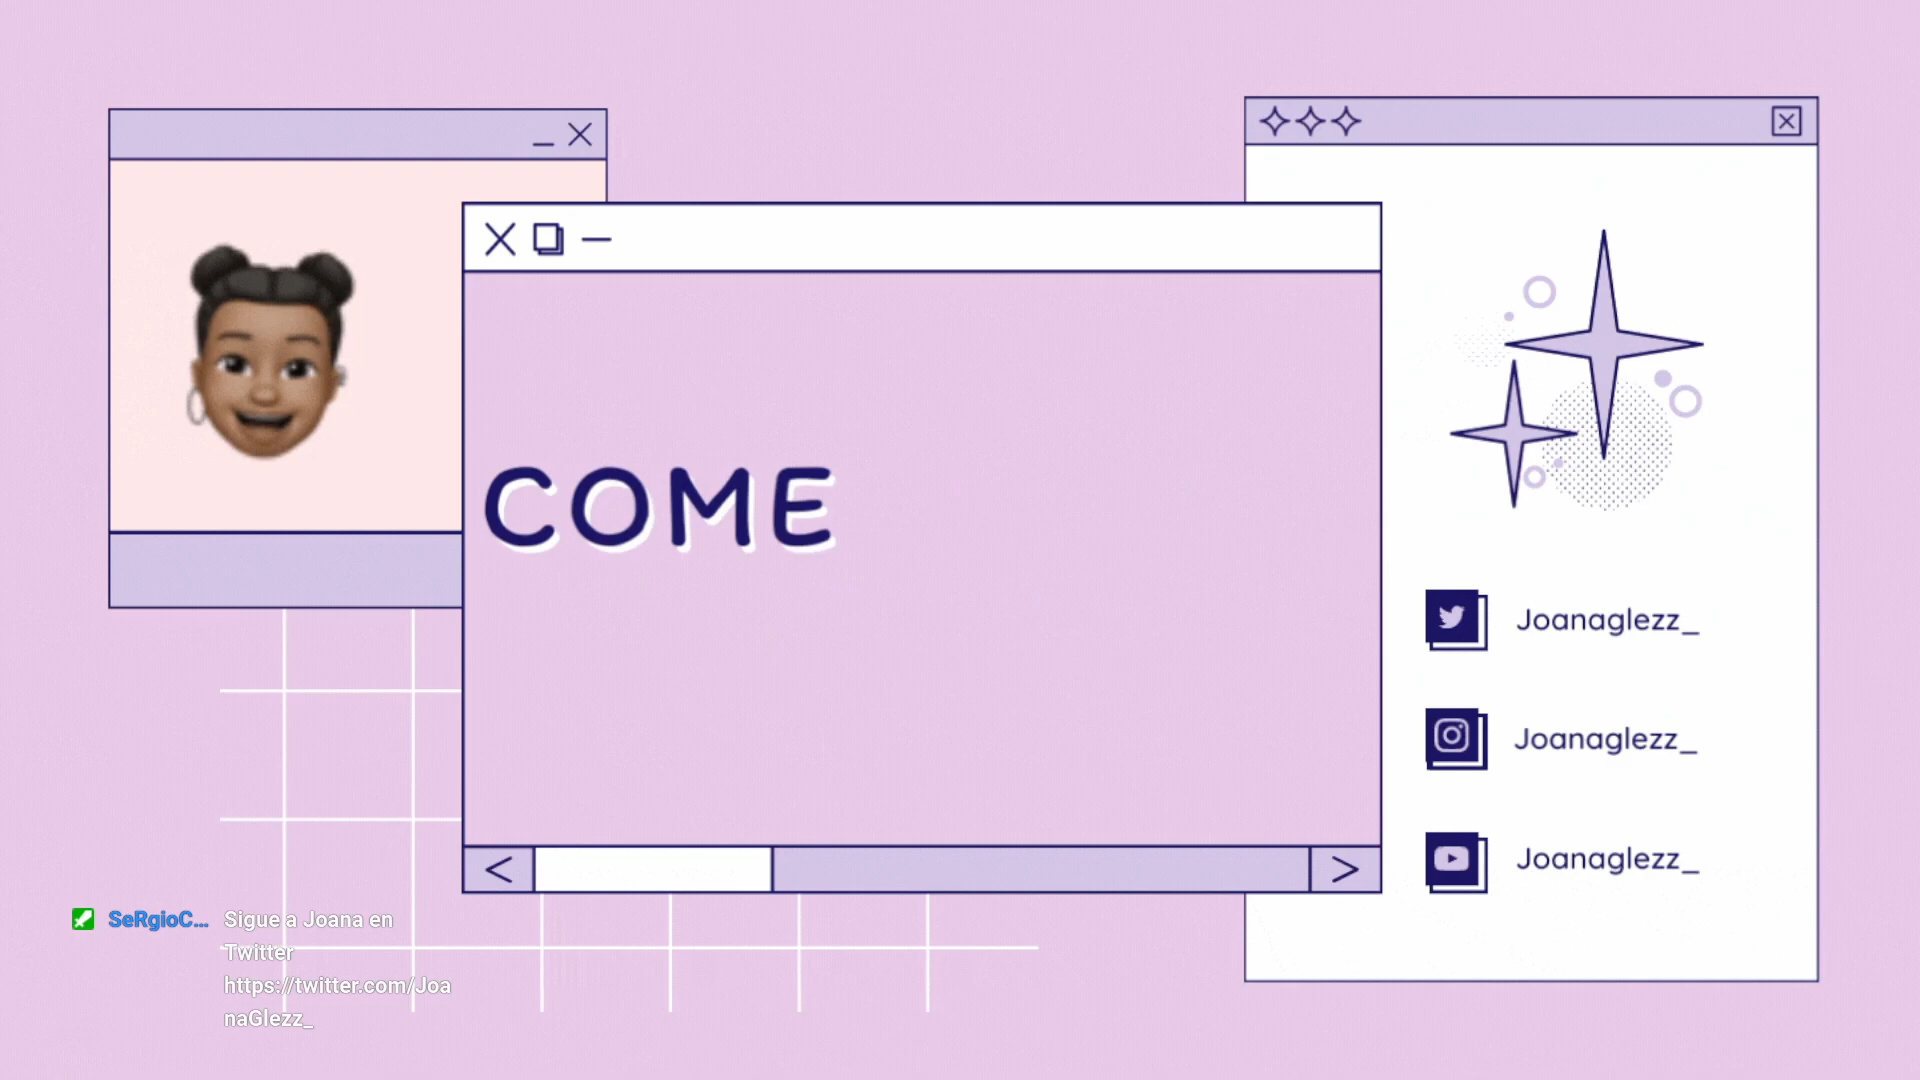 COME
Joanaglezz_
Joanaglezz_
Joanaglezz_
SeRgioC... Sigue a Joana en
Twitter
https://twitter.com/Joa
naGlezz_